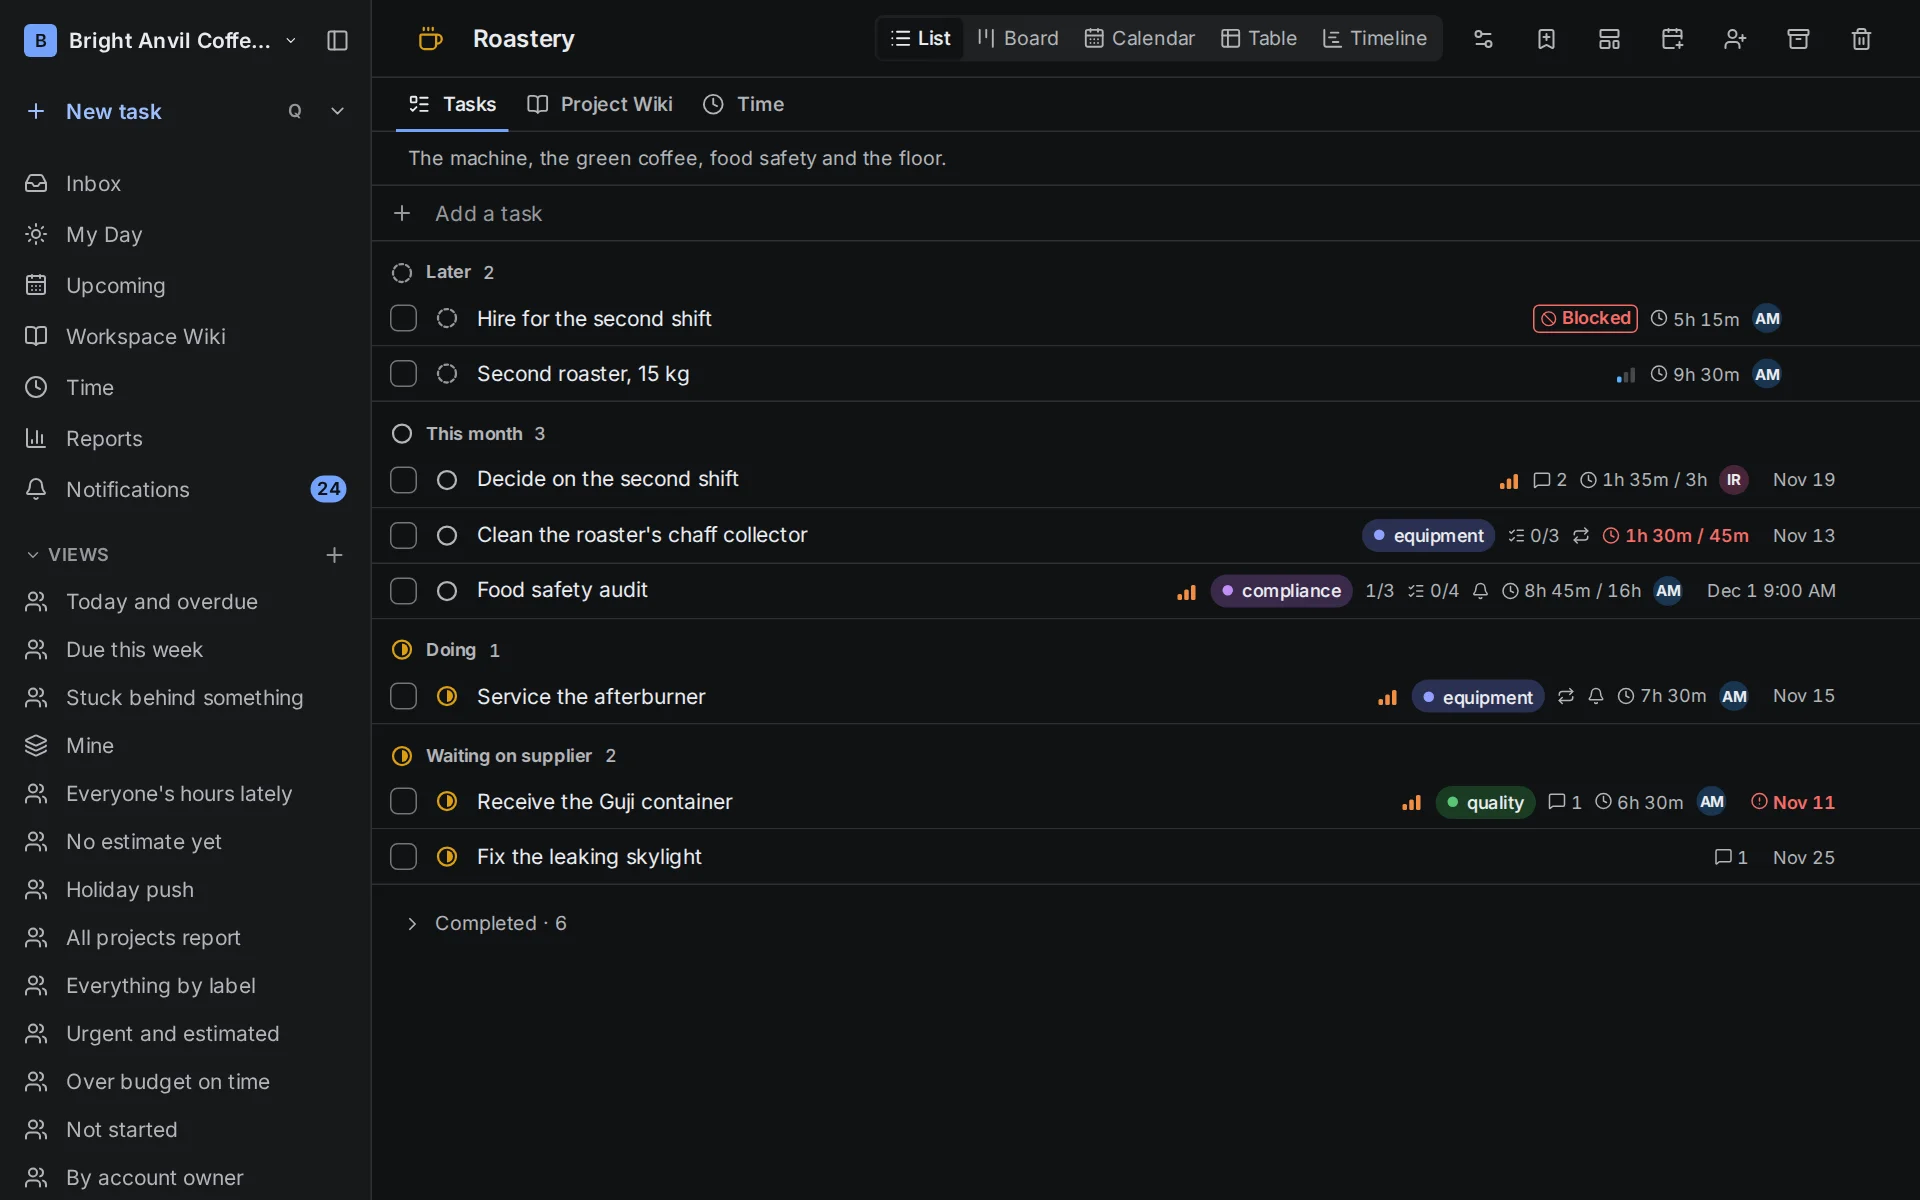 B Bright Anvil Coffe...
New task Q
Inbox
My Day
Upcoming
Workspace Wiki
Time
Reports
Notifications 24
VIEWS
Today and overdue
Due this week
Stuck behind something
Mine
Everyone's hours lately
No estimate yet
Holiday push
All projects report
Everything by label
Urgent and estimated
Over budget on time
Not started
By account owner
Roastery
List Board Calendar Table Timeline
Tasks Project Wiki Time
The machine, the green coffee, food safety and the floor.
Add a task
Later 2
Hire for the second shift Blocked 5h 15m AM
Second roaster, 15 kg 9h 30m AM
This month 3
Decide on the second shift 2 1h 35m / 3h IR Nov 19
Clean the roaster's chaff collector equipment 0/3 1h 30m / 45m Nov 13
Food safety audit compliance 1/3 0/4 8h 45m / 16h AM Dec 1 9:00 AM
Doing 1
Service the afterburner equipment 7h 30m AM Nov 15
Waiting on supplier 2
Receive the Guji container quality 1 6h 30m AM Nov 11
Fix the leaking skylight 1 Nov 25
Completed · 6